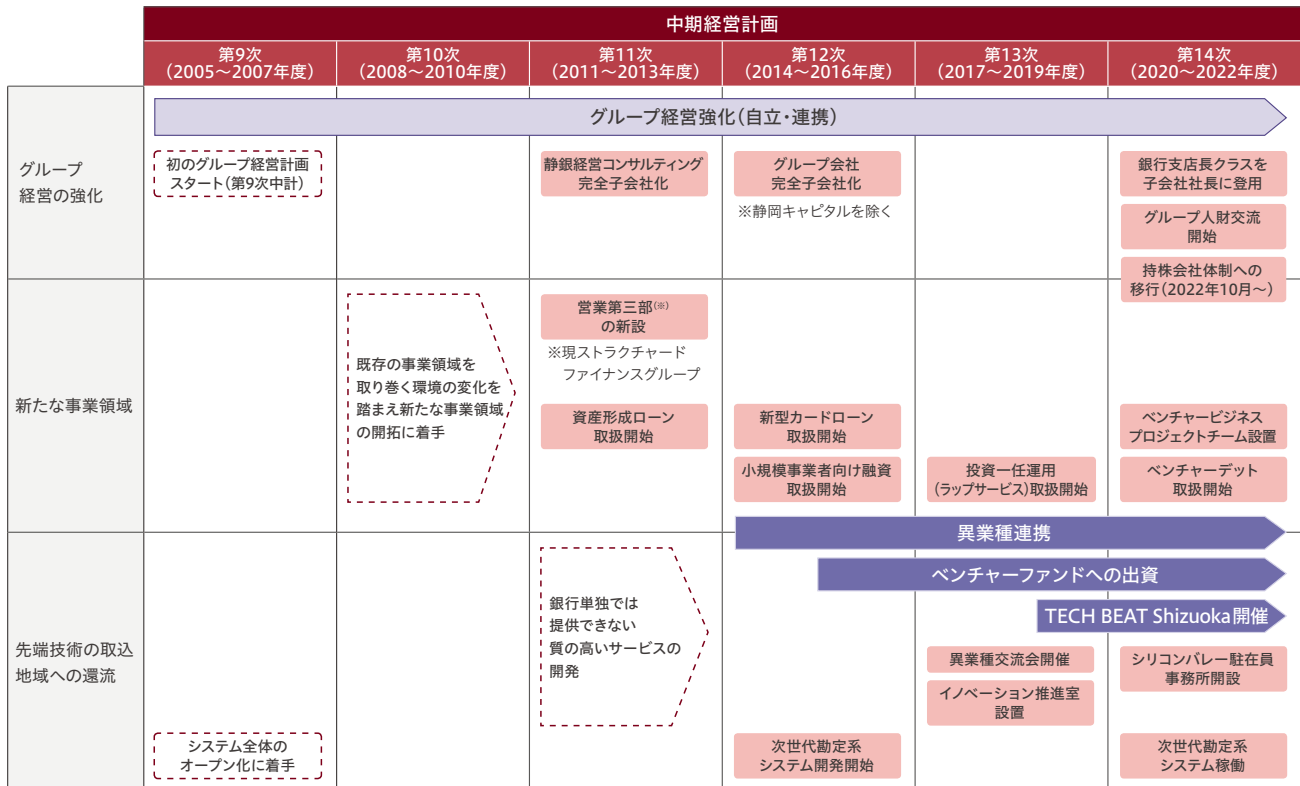 中期経営計画
第9次
(2005～2007年度)
第10次
(2008～2010年度)
第11次
(2011～2013年度)
第12次
(2014～2016年度)
第13次
(2017～2019年度)
第14次
(2020～2022年度)
グループ
経営の強化
グループ経営強化(自立・連携)
初のグループ経営計画
スタート(第9次中計)
静銀経営コンサルティング
完全子会社化
グループ会社
完全子会社化
※静岡キャピタルを除く
銀行支店長クラスを
子会社社長に登用
グループ人財交流
開始
持株会社体制への
移行(2022年10月～)
新たな事業領域
既存の事業領域を
取り巻く環境の変化を
踏まえ新たな事業領域
の開拓に着手
営業第三部(※)
の新設
※現ストラクチャード
ファイナンスグループ
資産形成ローン
取扱開始
新型カードローン
取扱開始
小規模事業者向け融資
取扱開始
投資一任運用
(ラップサービス)取扱開始
ベンチャービジネス
プロジェクトチーム設置
ベンチャーデット
取扱開始
先端技術の取込
地域への還流
異業種連携
ベンチャーファンドへの出資
TECH BEAT Shizuoka開催
銀行単独では
提供できない
質の高いサービスの
開発
異業種交流会開催
イノベーション推進室
設置
シリコンバレー駐在員
事務所開設
システム全体の
オープン化に着手
次世代勘定系
システム開発開始
次世代勘定系
システム稼働